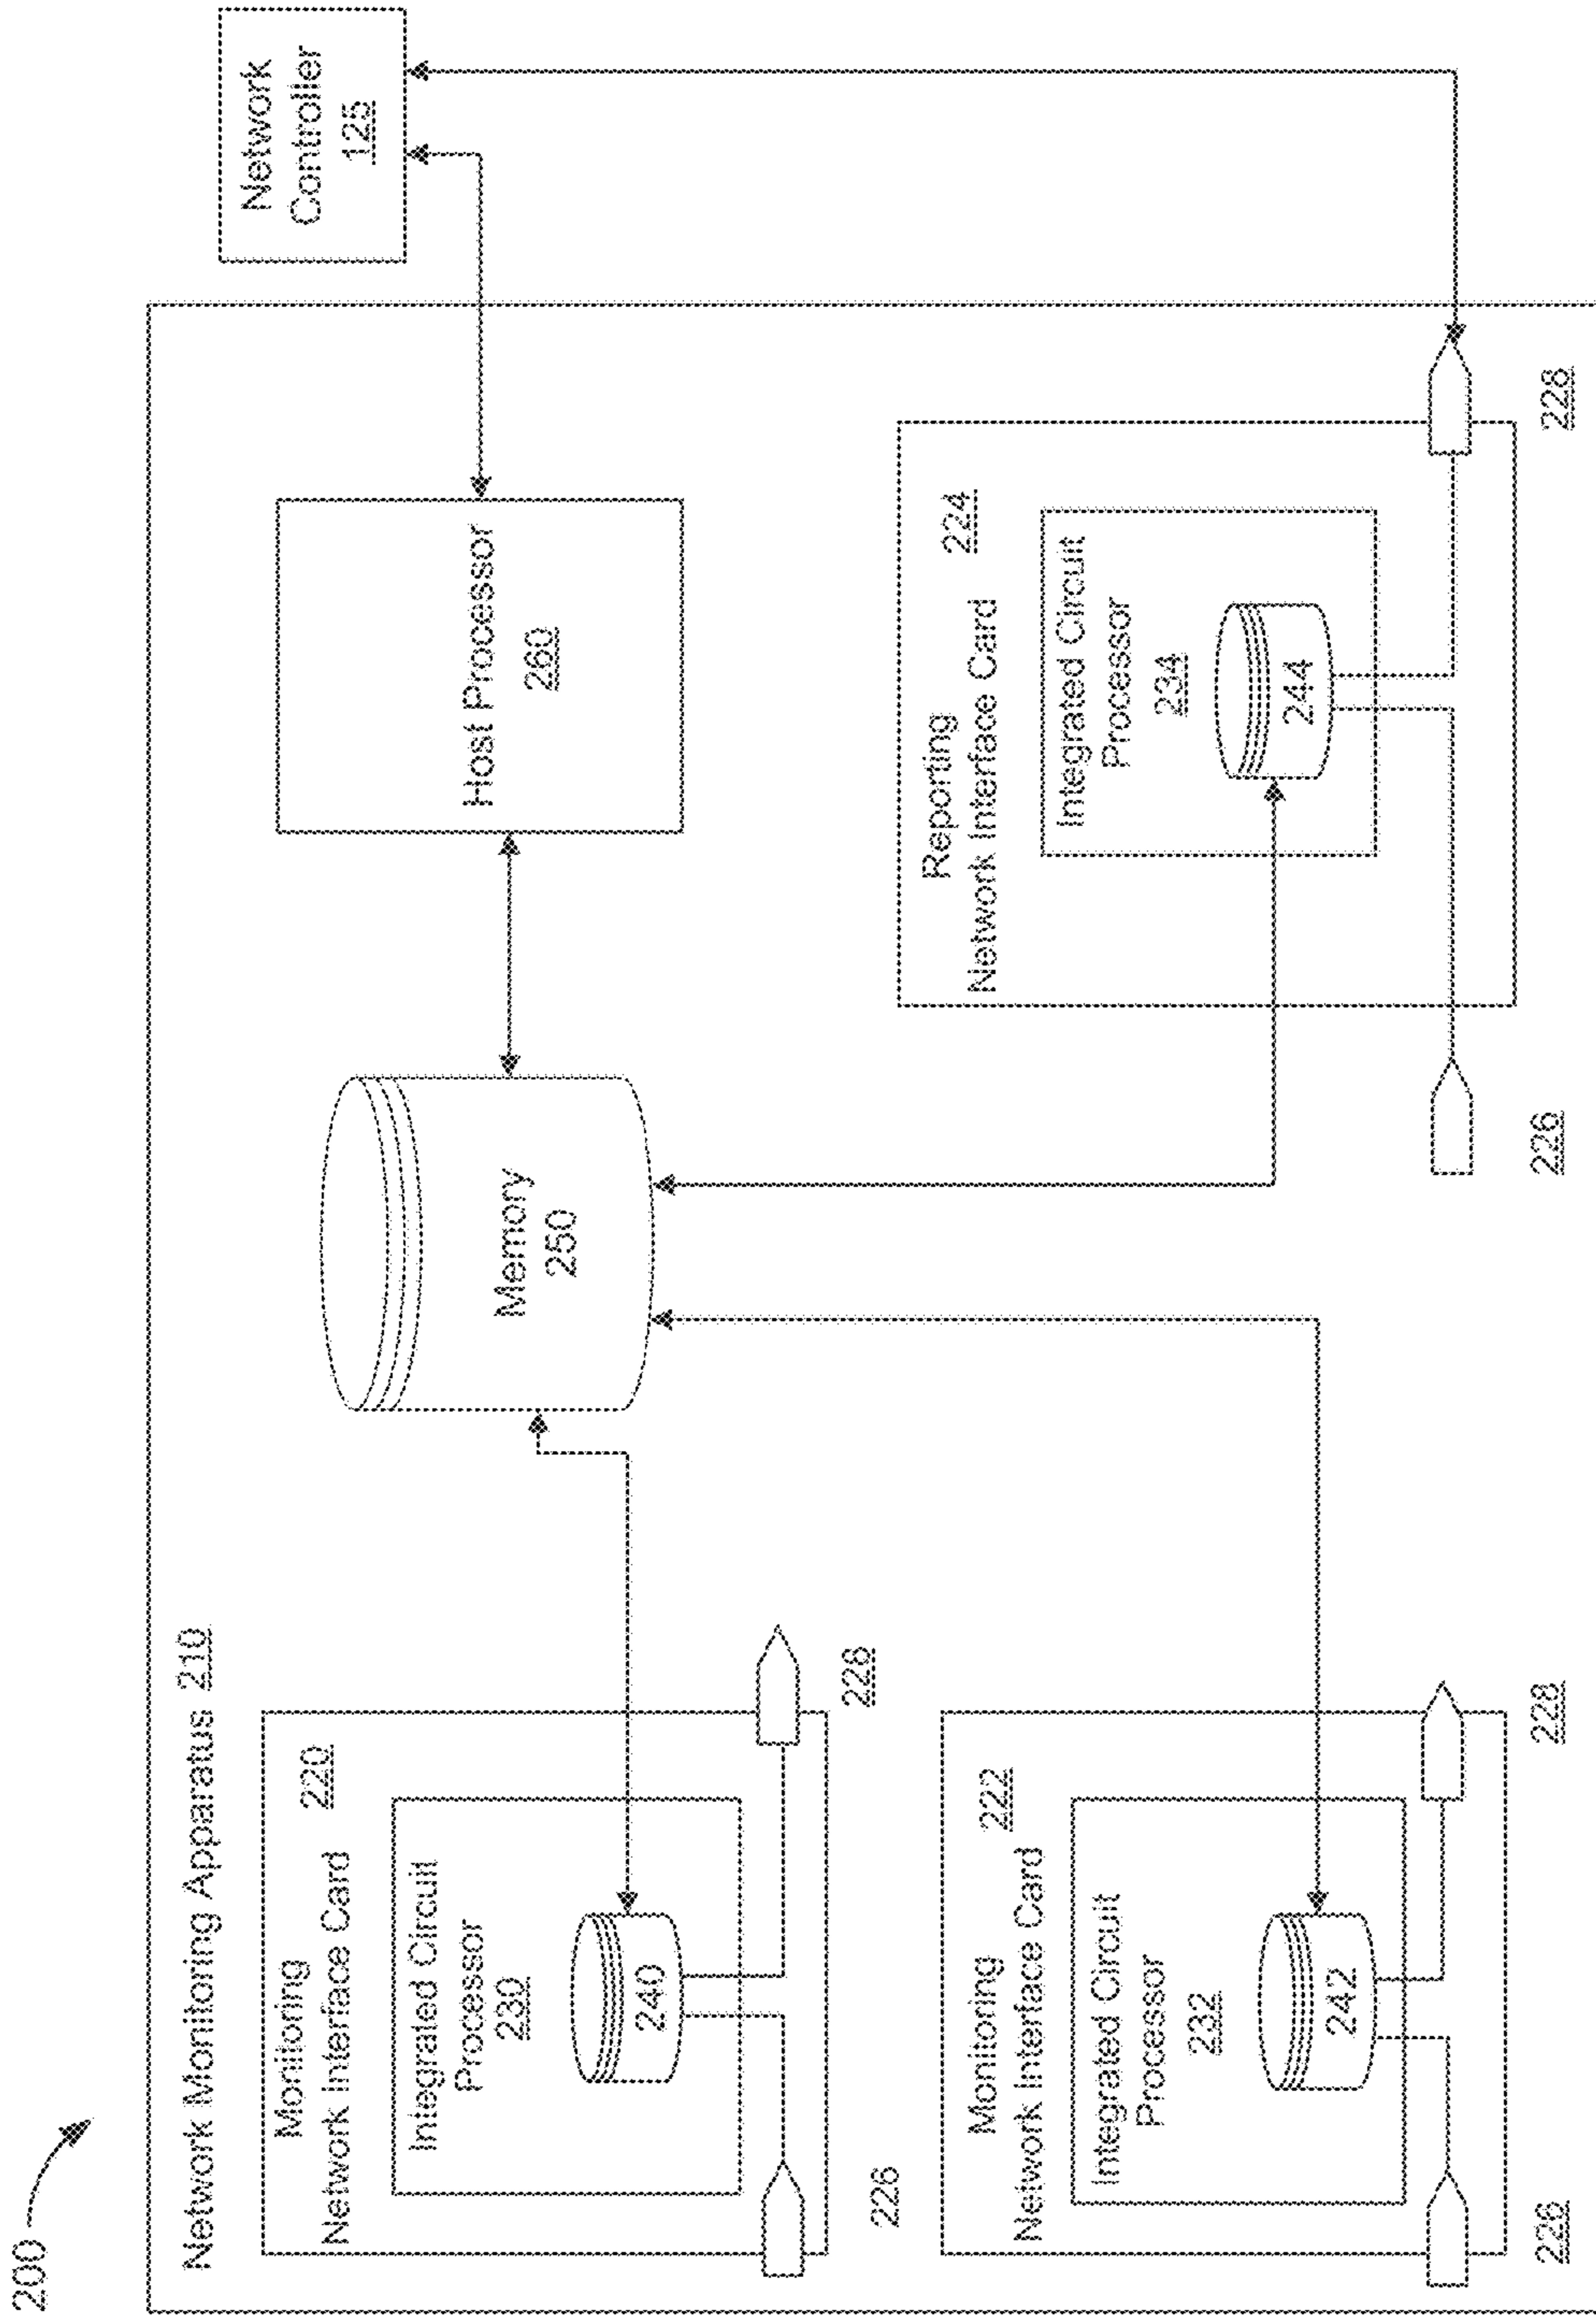 200
Network Monitoring Apparatus 210
Monitoring
Network Interface Card
220
Integrated Circuit
Processor
230
240
226
228
Monitoring
Network Interface Card
222
Integrated Circuit
Processor
232
242
226
228
Memory
250
Host Processor
260
Reporting
Network Interface Card
224
Integrated Circuit
Processor
234
244
226
228
Network
Controller
125